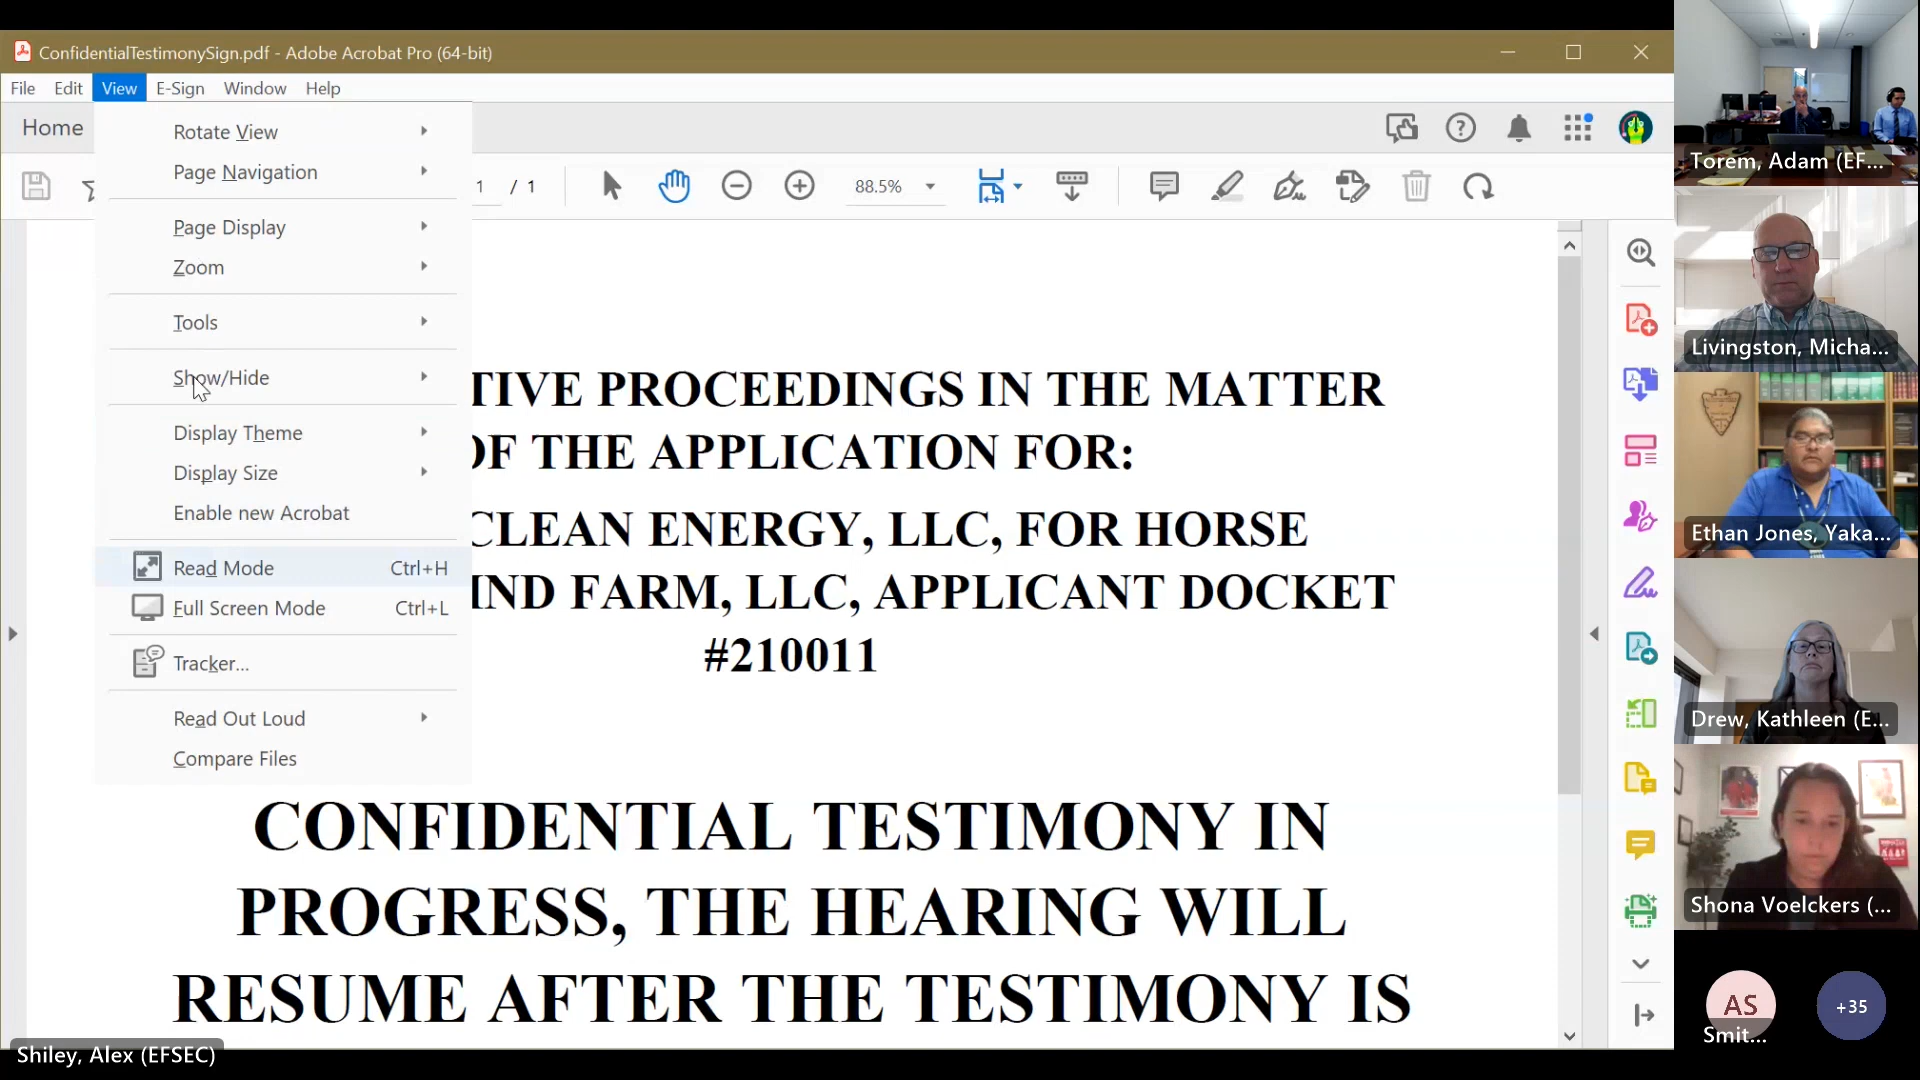 ConfidentialTestimonySign.pdf - Adobe Acrobat Pro (64-bit)
File Edit View E-Sign Window Help
Home
1 / 1
88.5%
Rotate View
Page Navigation
Page Display
Zoom
Tools
Show/Hide
Display Theme
Display Size
Enable new Acrobat
Read Mode Ctrl+H
Full Screen Mode Ctrl+L
Tracker...
Read Out Loud
Compare Files
TIVE PROCEEDINGS IN THE MATTER
OF THE APPLICATION FOR:
CLEAN ENERGY, LLC, FOR HORSE
IND FARM, LLC, APPLICANT DOCKET
#210011
CONFIDENTIAL TESTIMONY IN
PROGRESS, THE HEARING WILL
RESUME AFTER THE TESTIMONY IS
Shiley, Alex (EFSEC)
Torem, Adam (EF...
Livingston, Micha...
Ethan Jones, Yaka...
Drew, Kathleen (E...
Shona Voelckers (...
AS
Smit...
+35